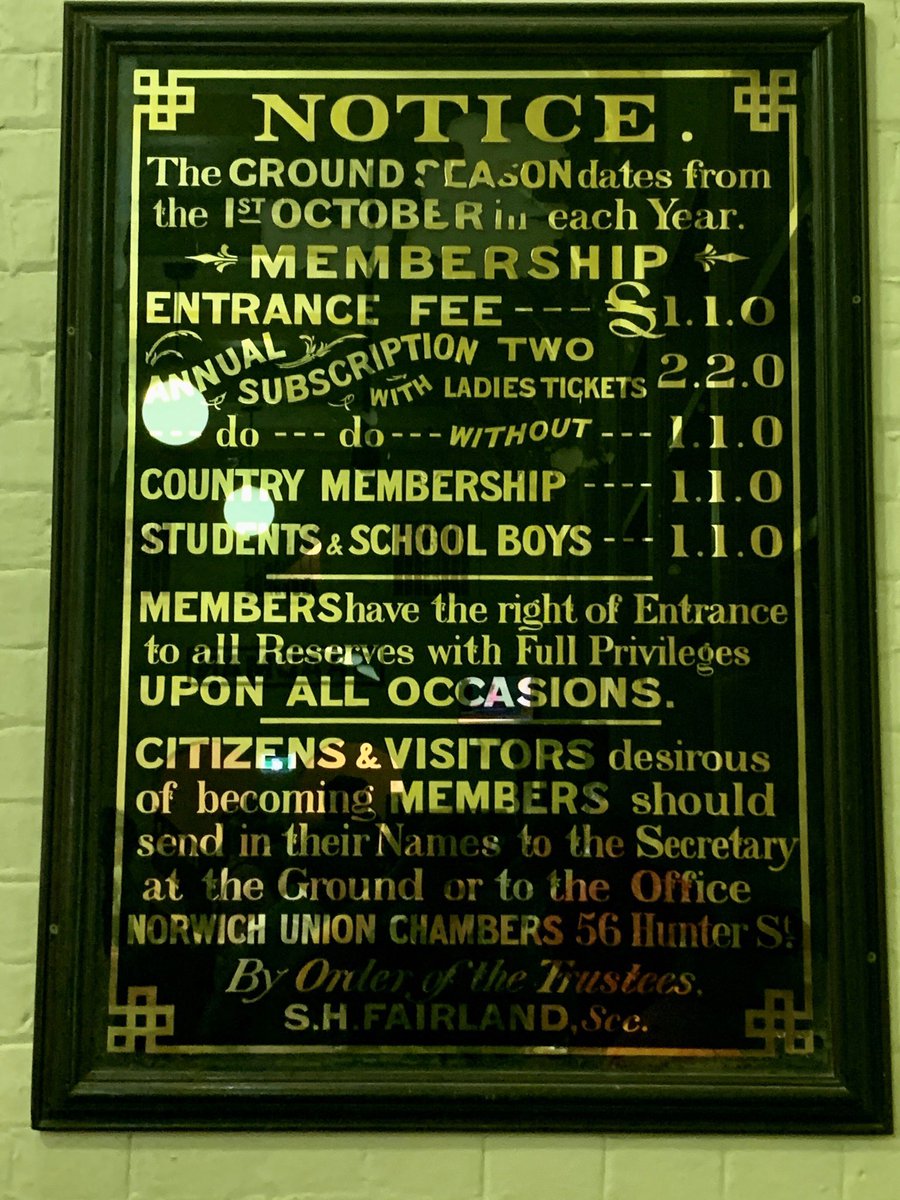 NOTICE.
The GROUND SEASON dates from
the 1ST OCTOBER in each Year.
MEMBERSHIP
ENTRANCE FEE ---- £1.1.0
ANNUAL SUBSCRIPTION TWO
WITH LADIES TICKETS 2.2.0
--- do --- do --- WITHOUT --- 1.1.0
COUNTRY MEMBERSHIP ---- 1.1.0
STUDENTS & SCHOOL BOYS --- 1.1.0
MEMBERS have the right of Entrance
to all Reserves with Full Privileges
UPON ALL OCCASIONS.
CITIZENS & VISITORS desirous
of becoming MEMBERS should
send in their Names to the Secretary
at the Ground or to the Office
NORWICH UNION CHAMBERS 56 Hunter St.
By Order of the Trustees.
S.H. FAIRLAND, Sec.